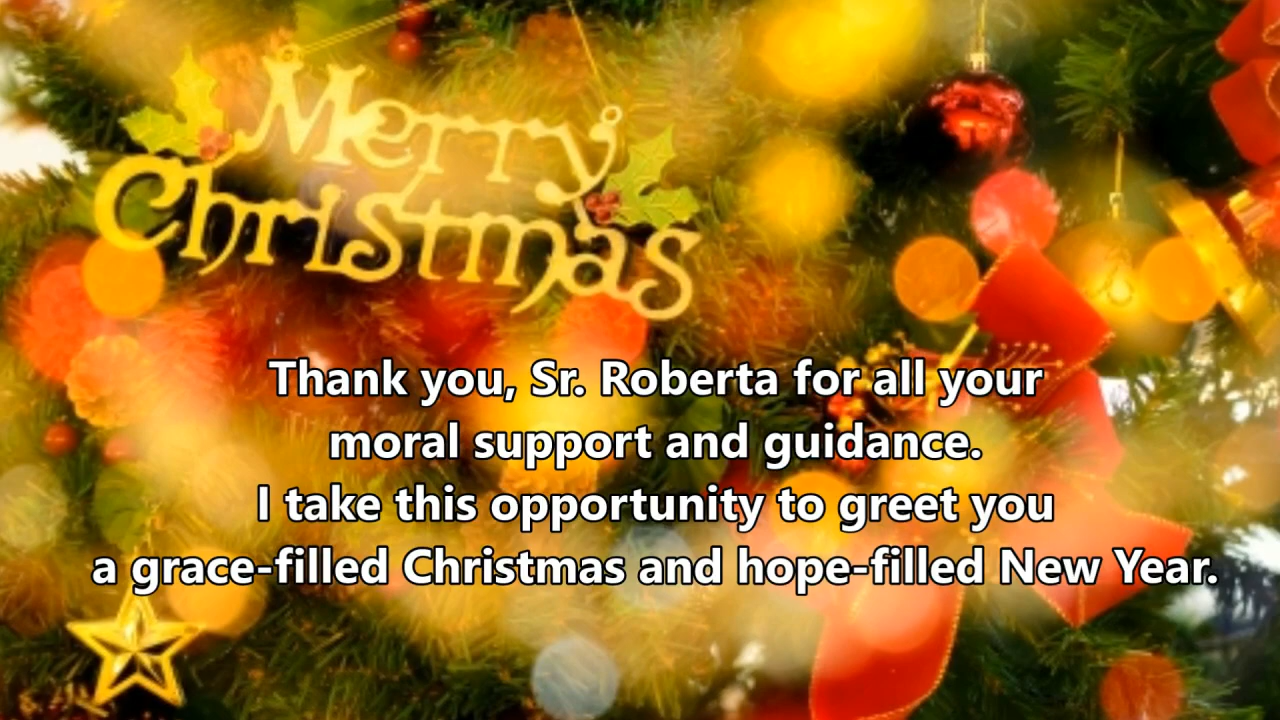 Merry
Christmas
Thank you, Sr. Roberta for all your
moral support and guidance.
I take this opportunity to greet you
a grace-filled Christmas and hope-filled New Year.